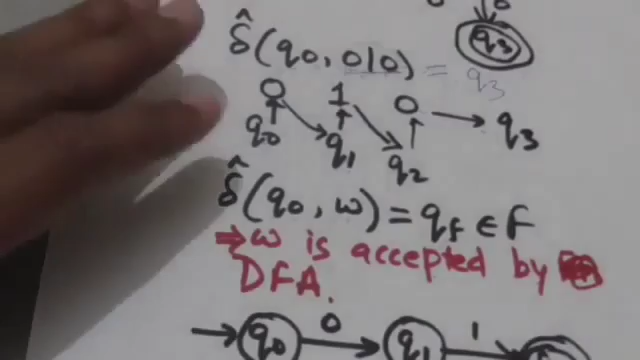 0
q3
δ̂(q0, 010) = q3
0 1 0 → q3
q0 q1 q2
δ̂(q0, w) = qf ∈ F
⇒ w is accepted by
DFA.
→ q0 0 → q1 1 →